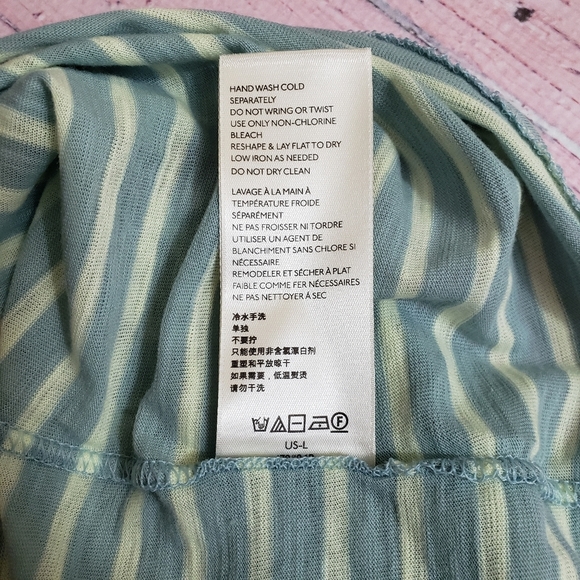 HAND WASH COLD
SEPARATELY
DO NOT WRING OR TWIST
USE ONLY NON-CHLORINE
BLEACH
RESHAPE & LAY FLAT TO DRY
LOW IRON AS NEEDED
DO NOT DRY CLEAN
LAVAGE À LA MAIN À
TEMPÉRATURE FROIDE
SÉPARÉMENT
NE PAS FROISSER NI TORDRE
UTILISER UN AGENT DE
BLANCHIMENT SANS CHLORE SI
NÉCESSAIRE
REMODELER ET SÉCHER À PLAT
FAIBLE COMME FER NÉCESSAIRES
NE PAS NETTOYER À SEC
冷水手洗
单独
不要拧
只能使用非含氯漂白剂
重塑和平放晾干
如果需要，低温熨烫
请勿干洗
US-L